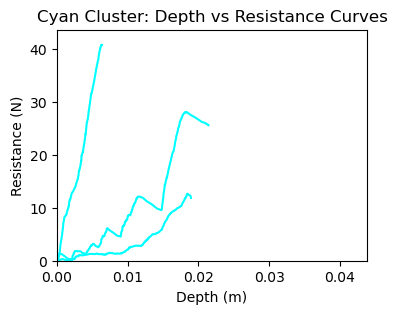 Cyan Cluster: Depth vs Resistance Curves
Resistance (N)
40
30
20
10
0
0.00 0.01 0.02 0.03 0.04
Depth (m)